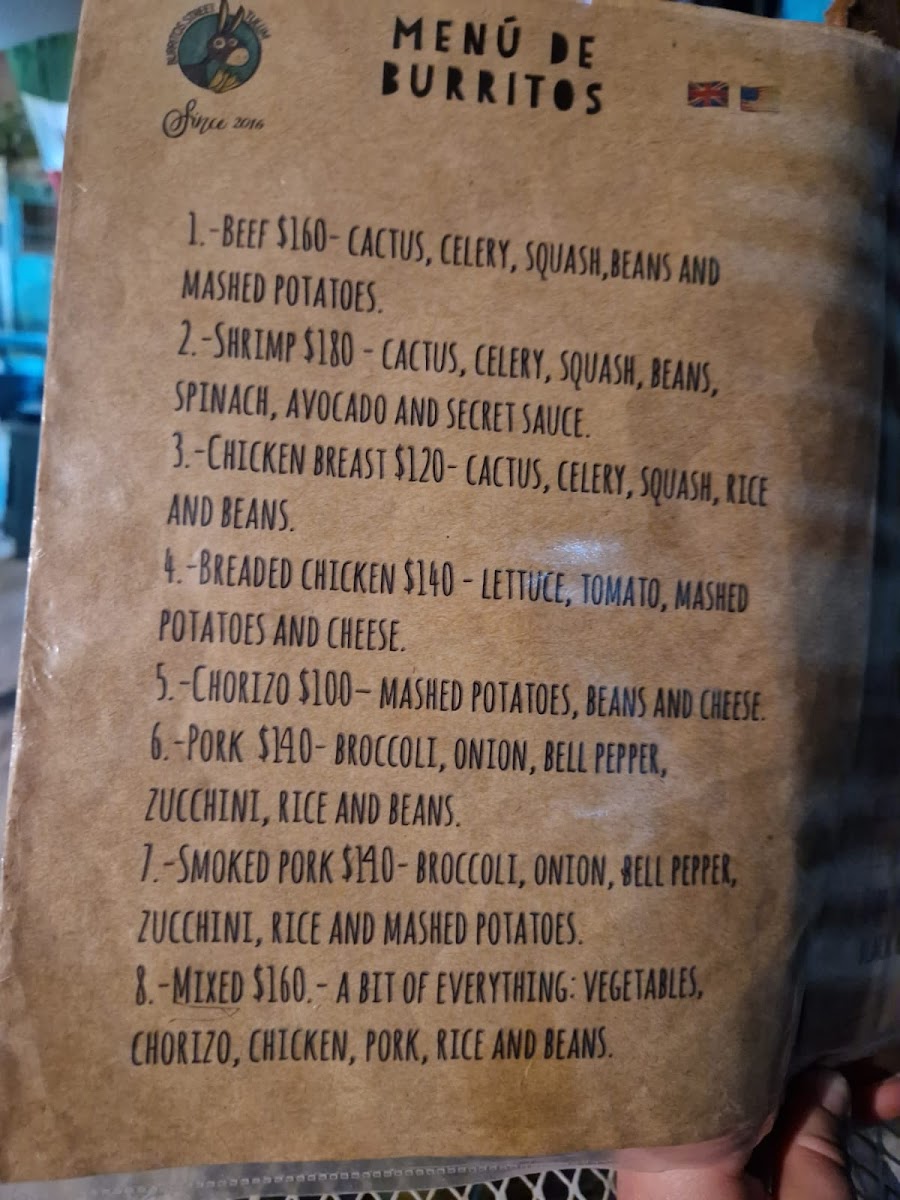 BURRITOS STREET TULUM
Since 2016
MENÚ DE
BURRITOS
1.-BEEF $160- CACTUS, CELERY, SQUASH,BEANS AND
MASHED POTATOES.
2.-SHRIMP $180 - CACTUS, CELERY, SQUASH, BEANS,
SPINACH, AVOCADO AND SECRET SAUCE.
3.-CHICKEN BREAST $120- CACTUS, CELERY, SQUASH, RICE
AND BEANS.
4.-BREADED CHICKEN $140 - LETTUCE, TOMATO, MASHED
POTATOES AND CHEESE.
5.-CHORIZO $100– MASHED POTATOES, BEANS AND CHEESE.
6.-PORK $140- BROCCOLI, ONION, BELL PEPPER,
ZUCCHINI, RICE AND BEANS.
7.-SMOKED PORK $140- BROCCOLI, ONION, BELL PEPPER,
ZUCCHINI, RICE AND MASHED POTATOES.
8.-MIXED $160.- A BIT OF EVERYTHING: VEGETABLES,
CHORIZO, CHICKEN, PORK, RICE AND BEANS.